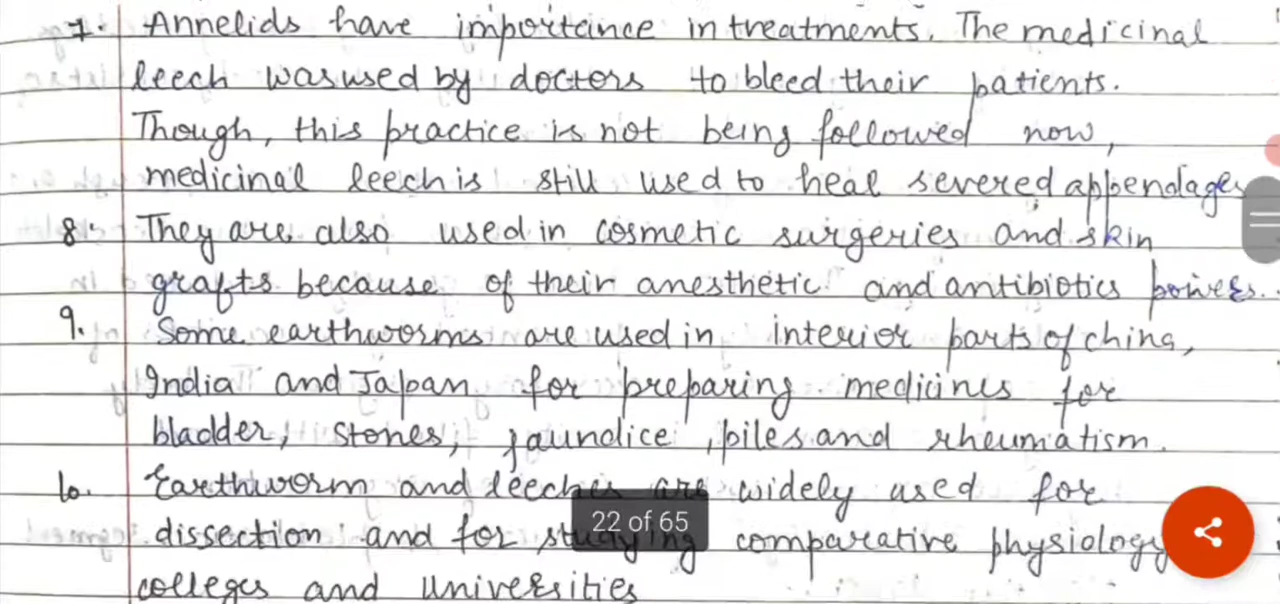 7. Annelids have importance in treatments. The medicinal
leech was used by doctors to bleed their patients.
Though, this practice is not being followed now,
medicinal leech is still used to heal severed appendages
8. They are also used in cosmetic surgeries and skin
grafts because of their anesthetic and antibiotics powers.
9. Some earthworms are used in interior parts of china,
India and Japan for preparing medicines for
bladder, stones, jaundice, piles and rheumatism.
10. Earthworm and leeches are widely used for
dissection and for studying comparative physiology
colleges and universities
22 of 65